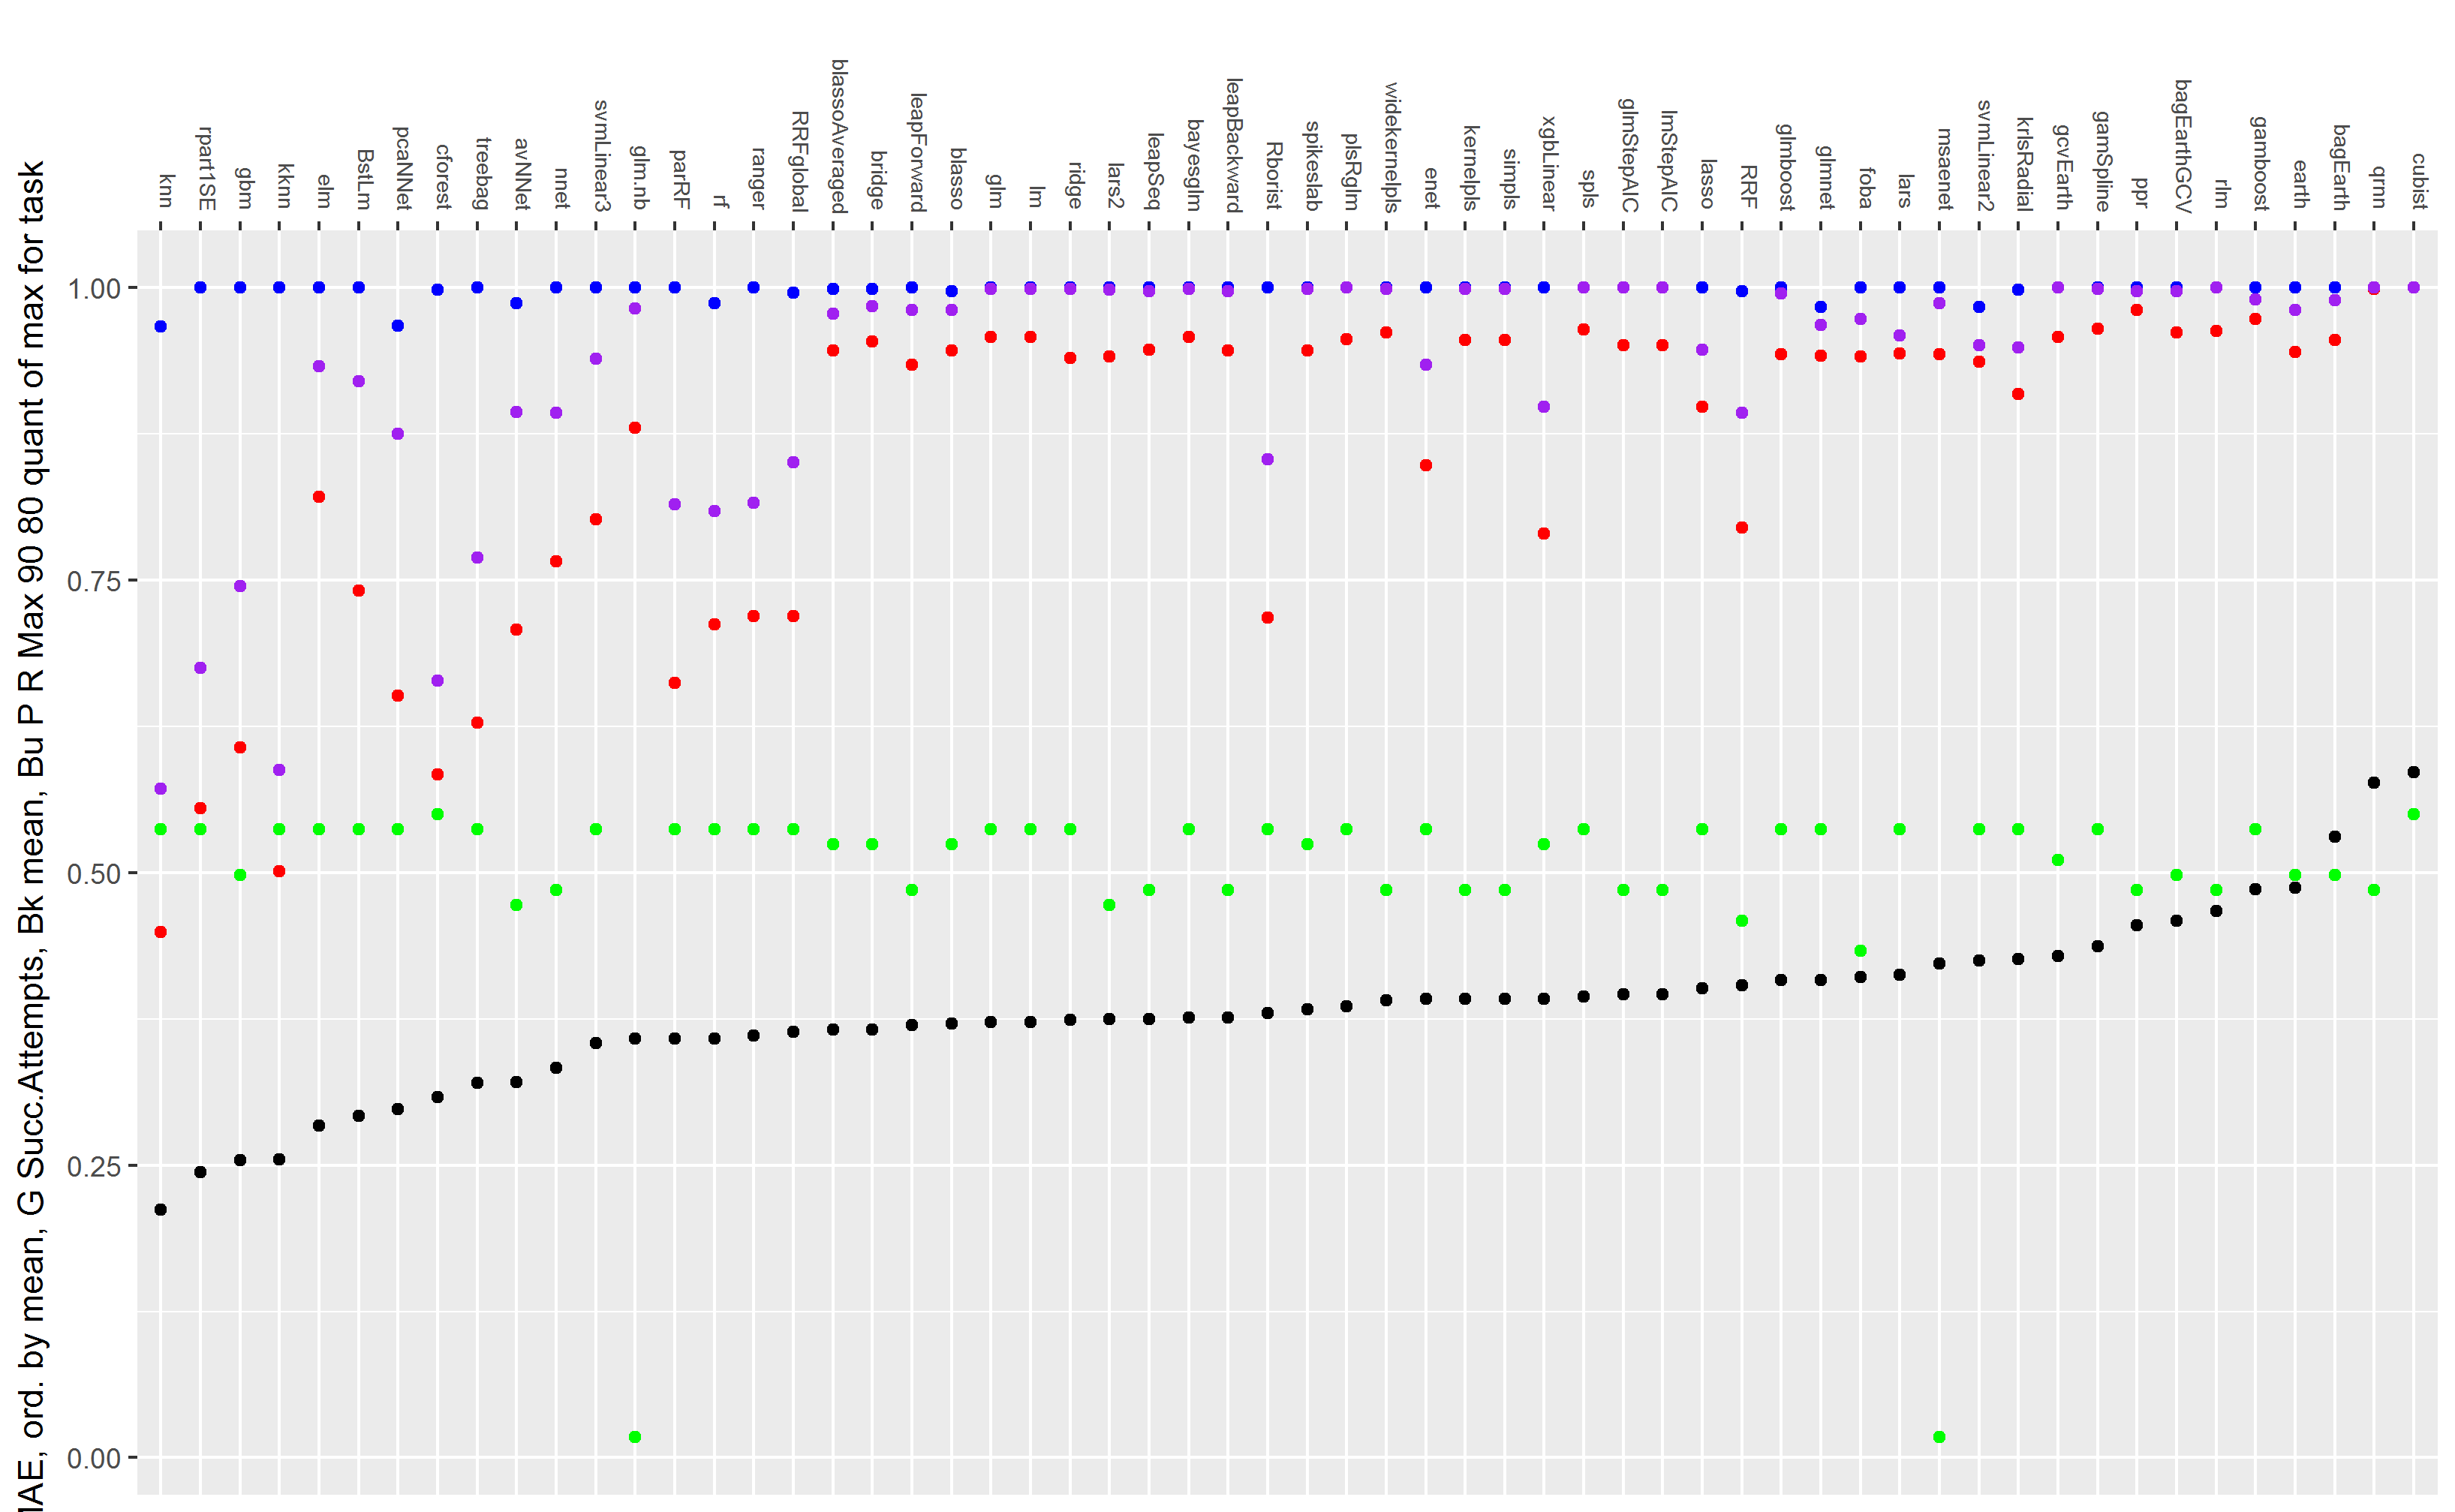 knn
rpart1SE
gbm
kknn
elm
BstLm
pcaNNet
cforest
treebag
avNNet
nnet
svmLinear3
glm.nb
parRF
rf
ranger
RRFglobal
blassoAveraged
bridge
leapForward
blasso
glm
lm
ridge
lars2
leapSeq
bayesglm
leapBackward
Rborist
spikeslab
plsRglm
widekernelpls
enet
kernelpls
simpls
xgbLinear
spls
glmStepAIC
lmStepAIC
lasso
RRF
glmboost
glmnet
foba
lars
msaenet
svmLinear2
krlsRadial
gcvEarth
gamSpline
ppr
bagEarthGCV
rlm
gamboost
earth
bagEarth
qrnn
cubist
1.00
0.75
0.50
0.25
0.00
ord. by mean, G Succ.Attempts, Bk mean, Bu P R Max 90 80 quant of max for task